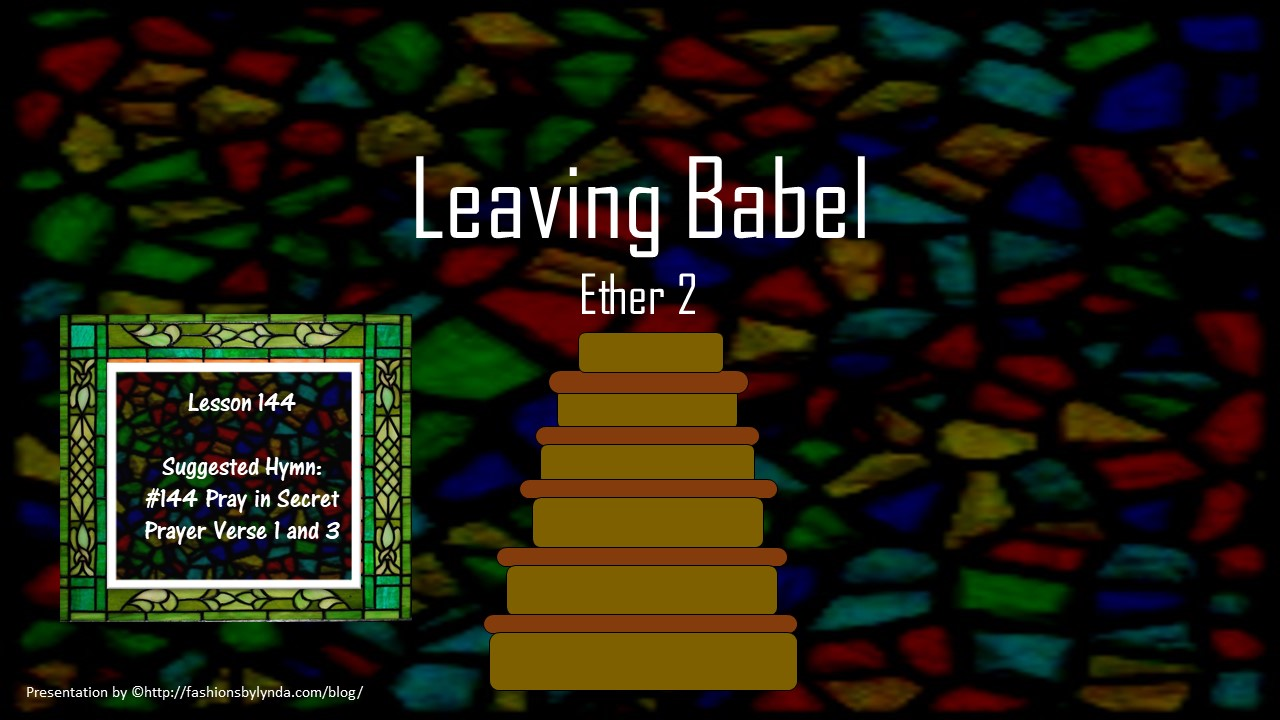 Leaving Babel
Ether 2
Lesson 144
Suggested Hymn:
#144 Pray in Secret
Prayer Verse 1 and 3
Presentation by ©http://fashionsbylynda.com/blog/